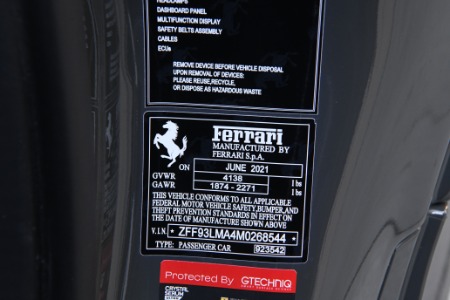 HEADLAMPS
DASHBOARD PANEL
MULTIFUNCTION DISPLAY
SAFETY BELTS ASSEMBLY
CABLES
ECUs
REMOVE DEVICE BEFORE VEHICLE DISPOSAL
UPON REMOVAL OF DEVICES:
PLEASE REUSE,RECYCLE,
OR DISPOSE AS HAZARDOUS WASTE
Ferrari
MANUFACTURED BY
FERRARI S.p.A.
ON JUNE 2021
GVWR 4138 lbs
GAWR 1874 - 2271 lbs
THIS VEHICLE CONFORMS TO ALL APPLICABLE
FEDERAL MOTOR VEHICLE SAFETY,BUMPER,AND
THEFT PREVENTION STANDARDS IN EFFECT ON
THE DATE OF MANUFACTURE SHOWN ABOVE
V.I.N. * ZFF93LMA4M0268544 *
TYPE: PASSENGER CAR 923542
Protected By GTECHNIQ
CRYSTAL
SERUM